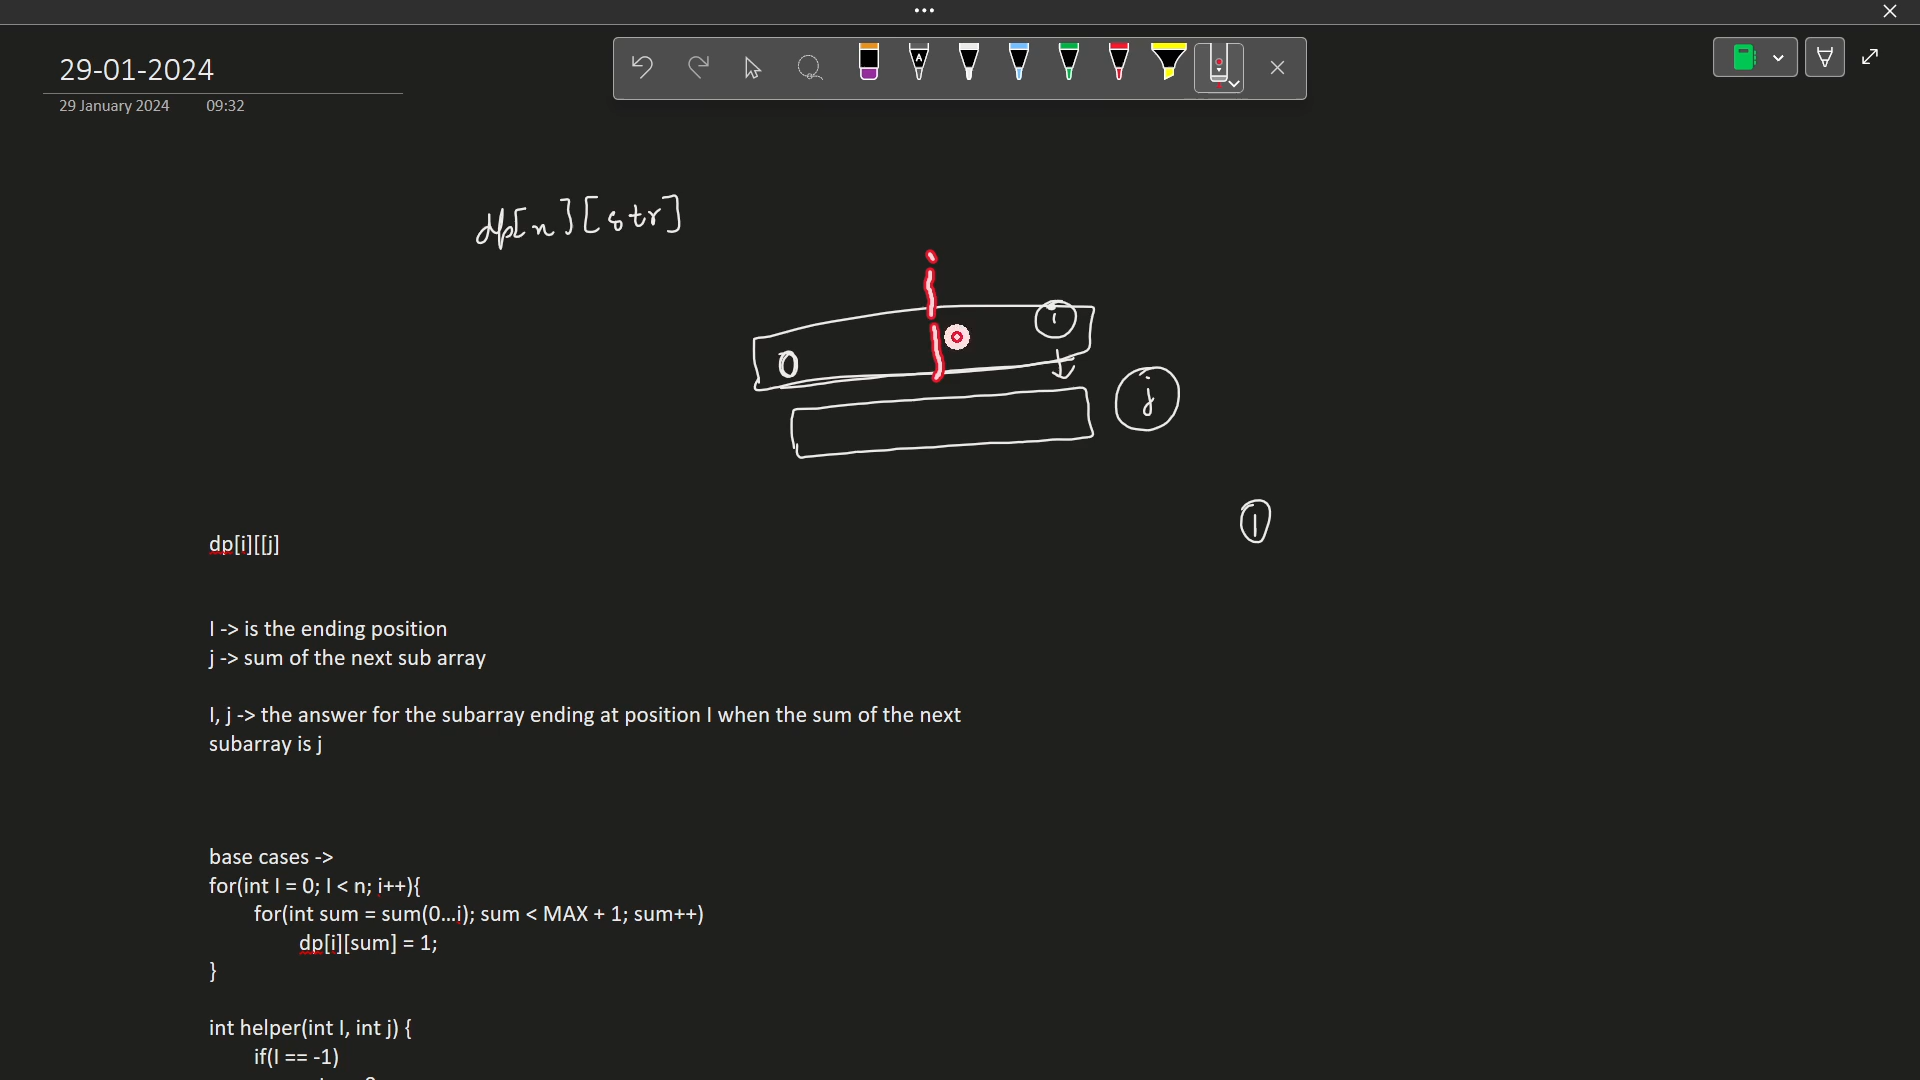 29-01-2024
29 January 2024 09:32
dp[n][str]
i
0
j
1
dp[i][[j]
I -> is the ending position
j -> sum of the next sub array
I, j -> the answer for the subarray ending at position I when the sum of the next
subarray is j
base cases ->
for(int I = 0; I < n; i++){
for(int sum = sum(0...i); sum < MAX + 1; sum++)
dp[i][sum] = 1;
}
int helper(int I, int j) {
if(I == -1)